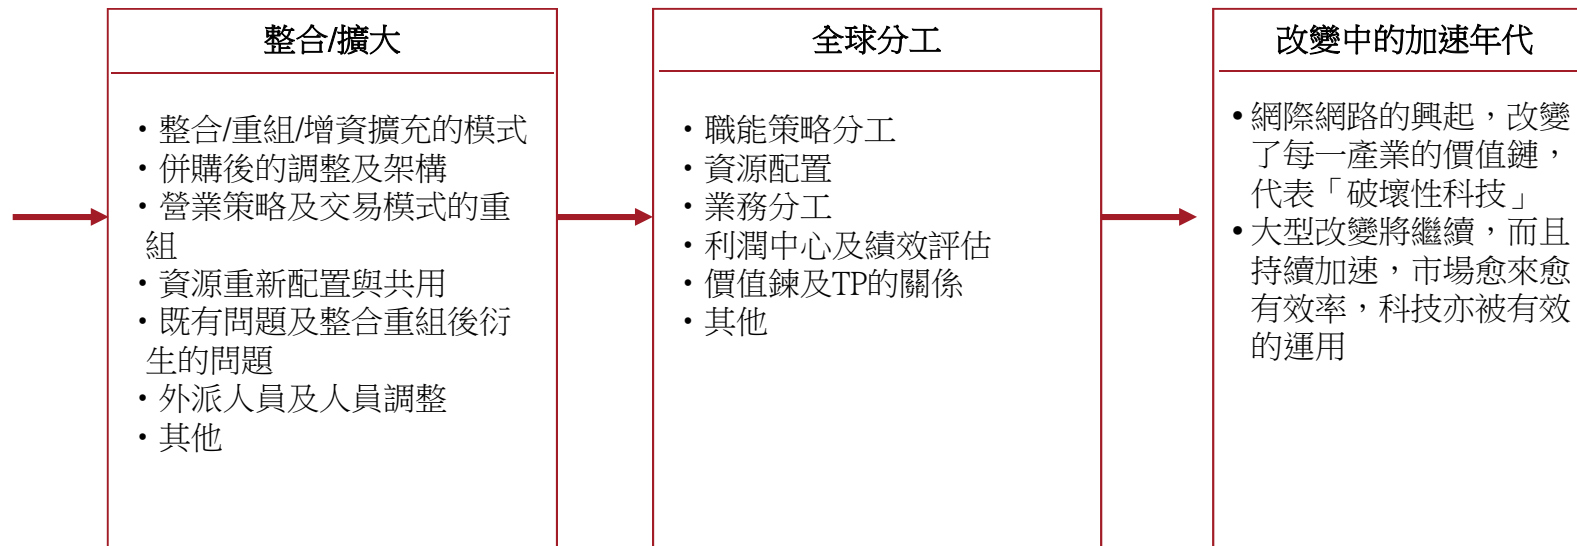 整合/擴大
・整合/重組/增資擴充的模式
・併購後的調整及架構
・營業策略及交易模式的重
組
・資源重新配置與共用
・既有問題及整合重組後衍
生的問題
・外派人員及人員調整
・其他
全球分工
・職能策略分工
・資源配置
・業務分工
・利潤中心及績效評估
・價值鍊及TP的關係
・其他
改變中的加速年代
•網際網路的興起，改變
了每一產業的價值鏈，
代表「破壞性科技」
•大型改變將繼續，而且
持續加速，市場愈來愈
有效率，科技亦被有效
的運用